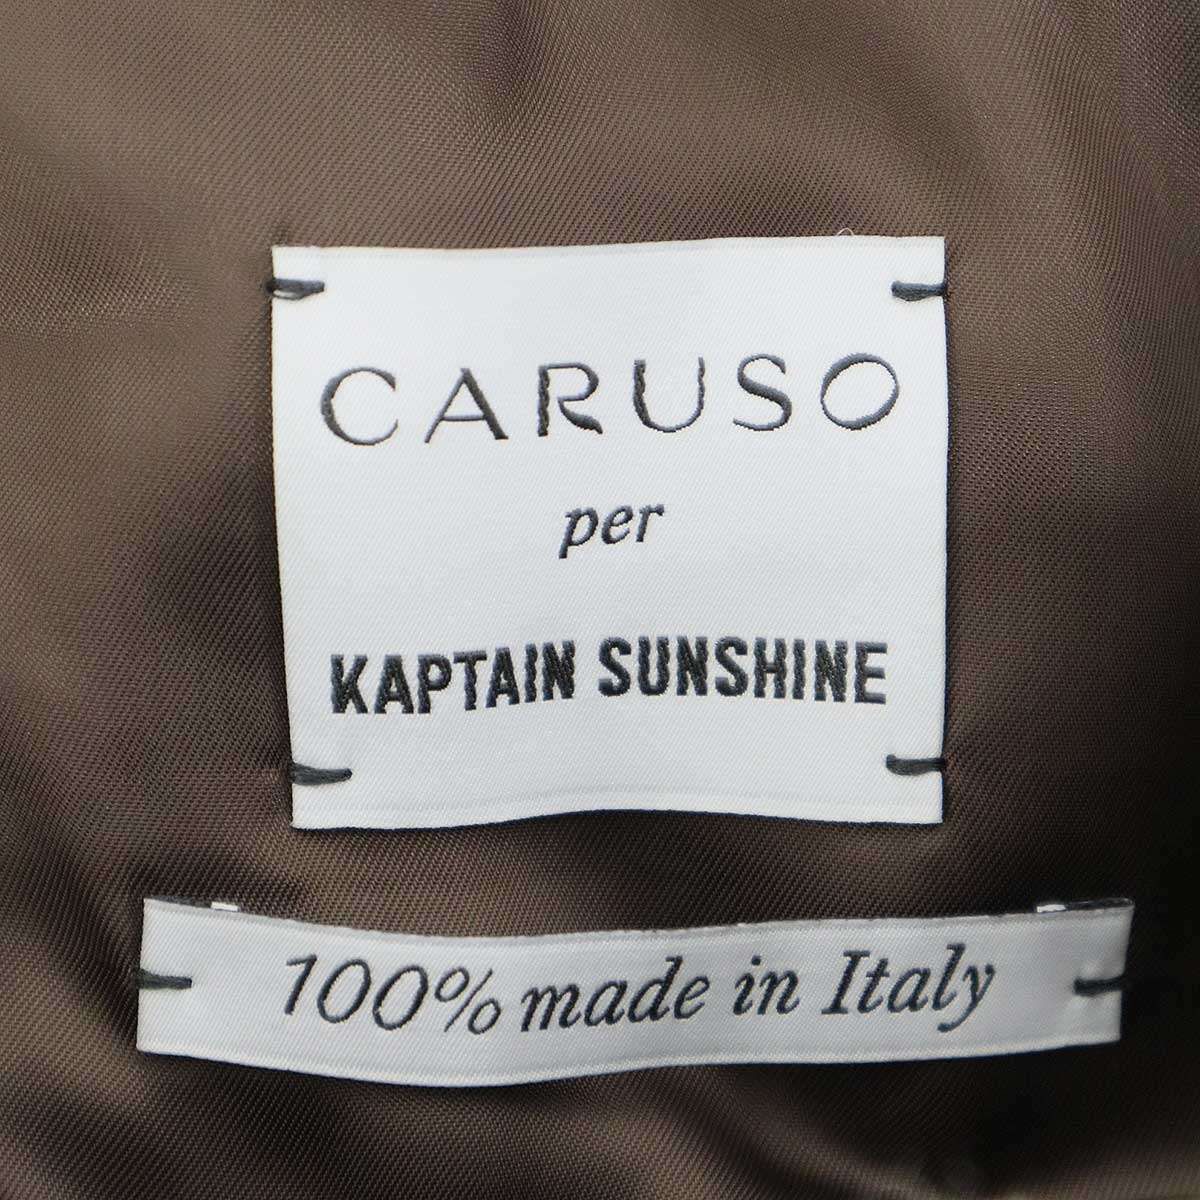 CARUSO
per
KAPTAIN SUNSHINE
100% made in Italy